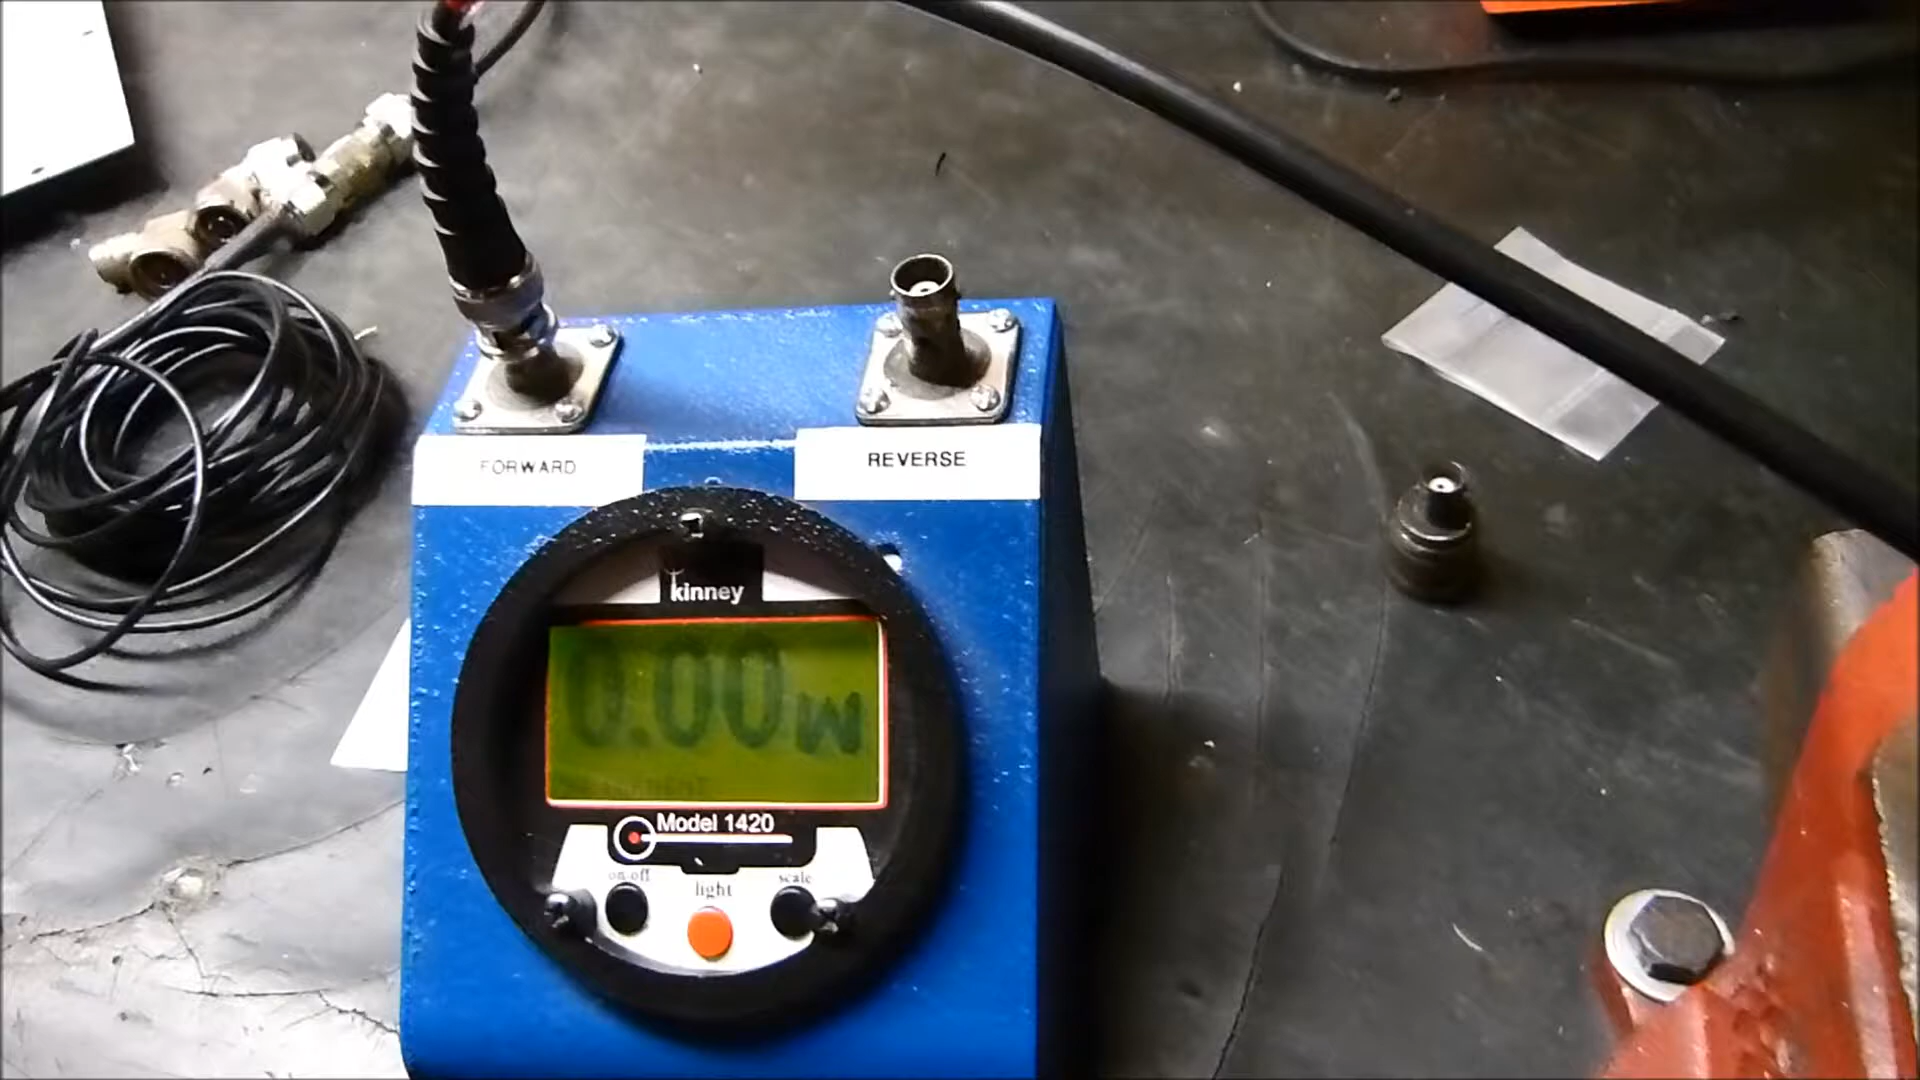 FORWARD
REVERSE
kinney
0.00W
Model 1420
on-off
light
scale